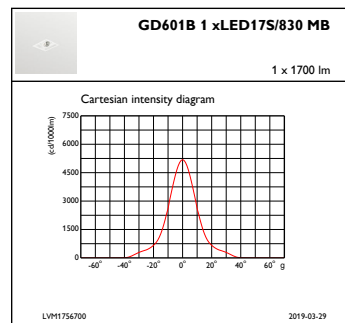 GD601B 1 xLED17S/830 MB
1 x 1700 lm
Cartesian intensity diagram
(cd/1000lm)
7500
6000
4500
3000
1500
0
-60° -40° -20° 0° 20° 40° 60° g
LVM1756700 2019-03-29